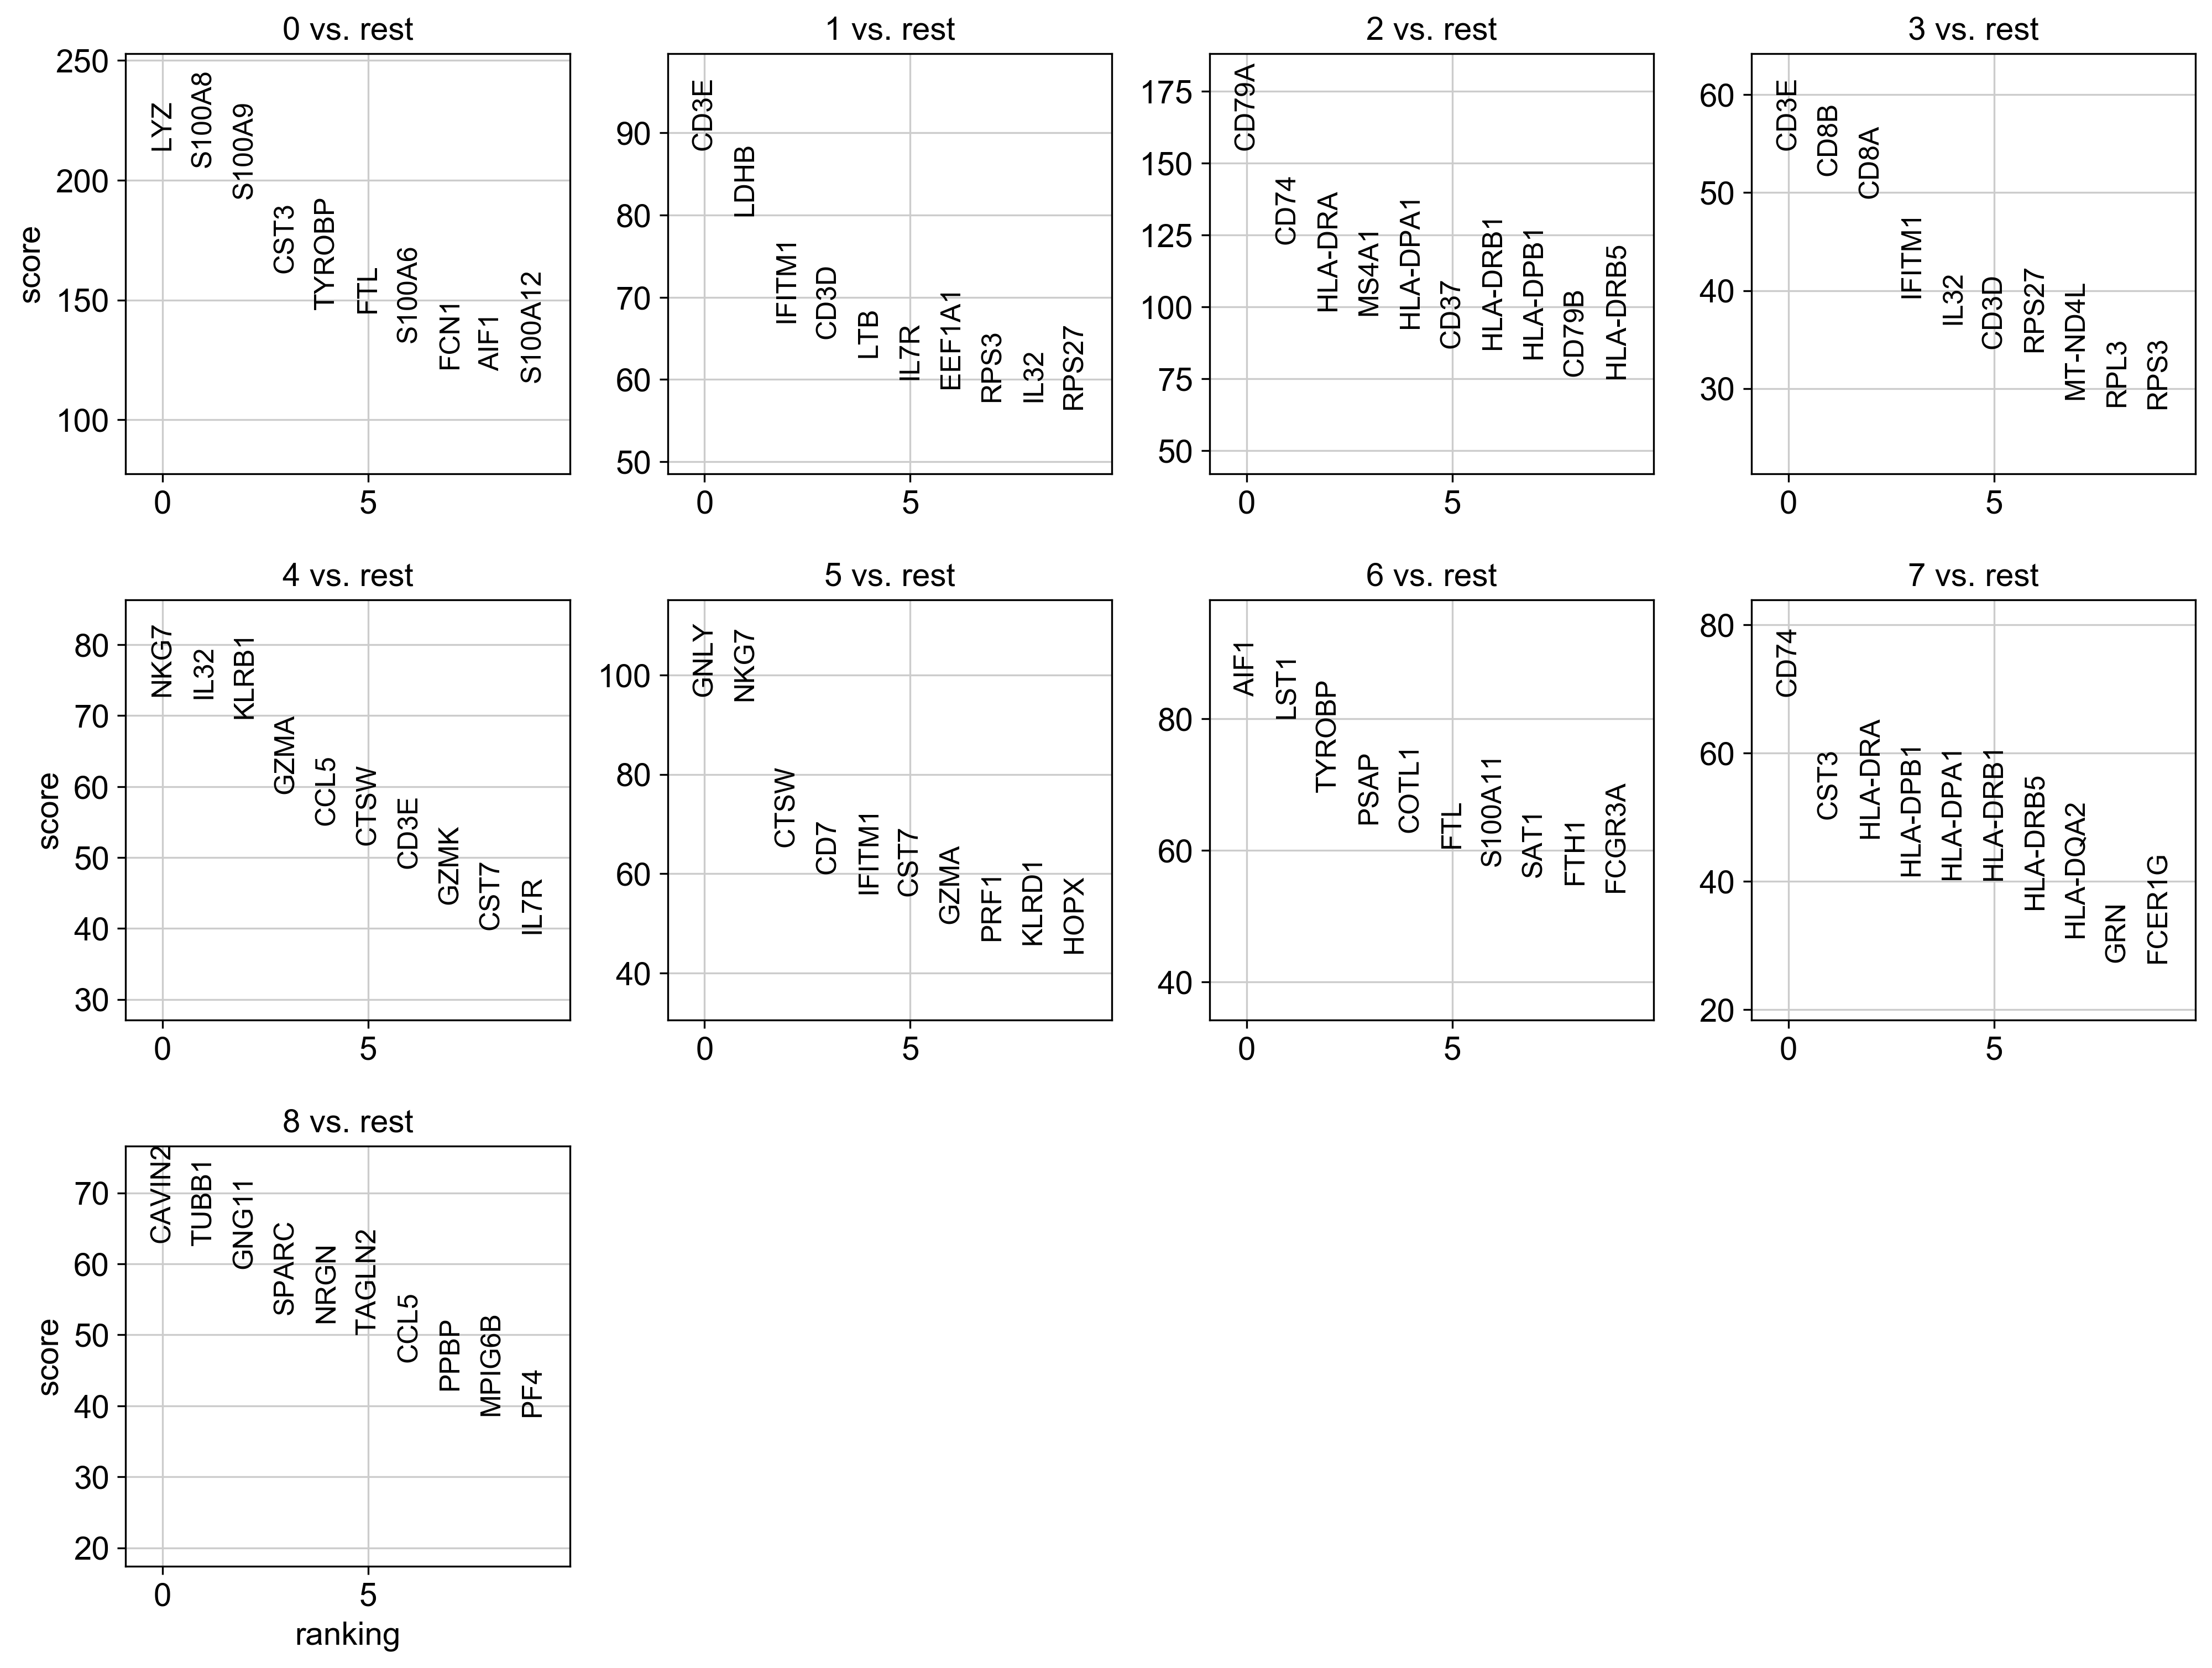 0 vs. rest
score
250
200
150
100
LYZ
S100A8
S100A9
CST3
TYROBP
FTL
S100A6
FCN1
AIF1
S100A12
0
5
1 vs. rest
90
80
70
60
50
CD3E
LDHB
IFITM1
CD3D
LTB
IL7R
EEF1A1
RPS3
IL32
RPS27
0
5
2 vs. rest
175
150
125
100
75
50
CD79A
CD74
HLA-DRA
MS4A1
HLA-DPA1
CD37
HLA-DRB1
HLA-DPB1
CD79B
HLA-DRB5
0
5
3 vs. rest
60
50
40
30
CD3E
CD8B
CD8A
IFITM1
IL32
CD3D
RPS27
MT-ND4L
RPL3
RPS3
0
5
4 vs. rest
score
80
70
60
50
40
30
NKG7
IL32
KLRB1
GZMA
CCL5
CTSW
CD3E
GZMK
CST7
IL7R
0
5
5 vs. rest
100
80
60
40
GNLY
NKG7
CTSW
CD7
IFITM1
CST7
GZMA
PRF1
KLRD1
HOPX
0
5
6 vs. rest
80
60
40
AIF1
LST1
TYROBP
PSAP
COTL1
FTL
S100A11
SAT1
FTH1
FCGR3A
0
5
7 vs. rest
80
60
40
20
CD74
CST3
HLA-DRA
HLA-DPB1
HLA-DPA1
HLA-DRB1
HLA-DRB5
HLA-DQA2
GRN
FCER1G
0
5
8 vs. rest
score
70
60
50
40
30
20
CAVIN2
TUBB1
GNG11
SPARC
NRGN
TAGLN2
CCL5
PPBP
MPIG6B
PF4
0
5
ranking